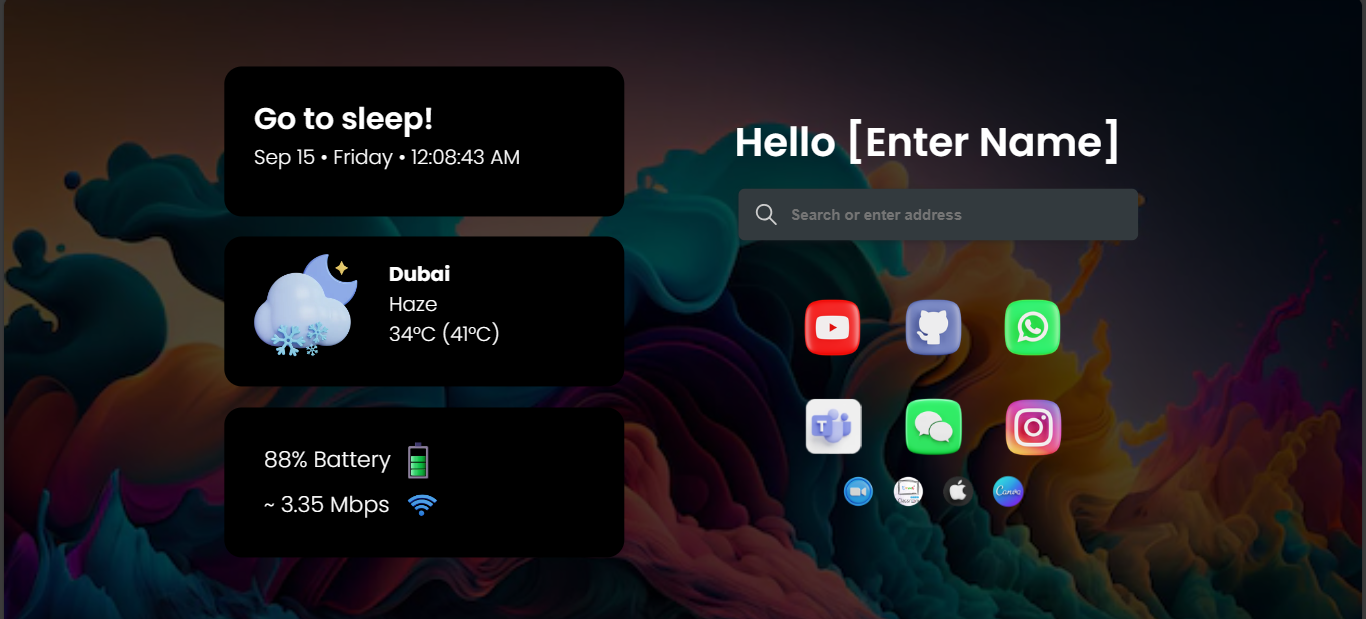 Go to sleep!
Sep 15 • Friday • 12:08:43 AM
Dubai
Haze
34°C (41°C)
88% Battery
~ 3.35 Mbps
Hello [Enter Name]
Search or enter address
T
Canva